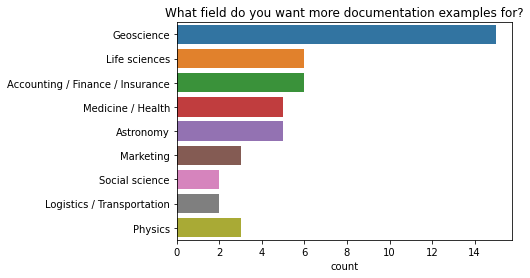 What field do you want more documentation examples for?
Geoscience
Life sciences
Accounting / Finance / Insurance
Medicine / Health
Astronomy
Marketing
Social science
Logistics / Transportation
Physics
0 2 4 6 8 10 12 14
count